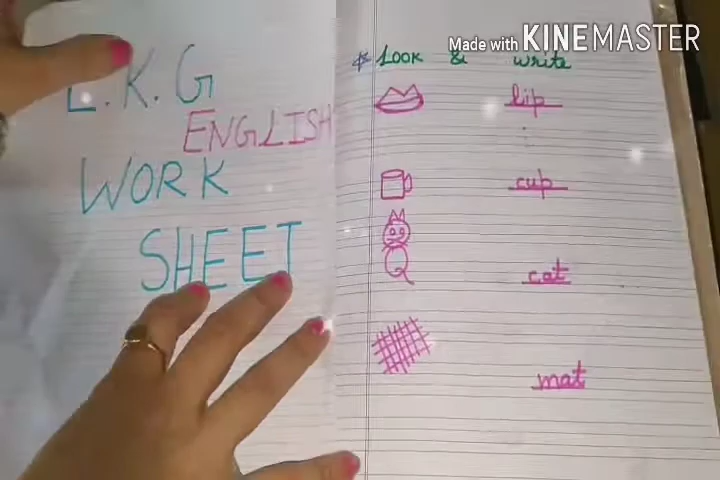 L.K.G
ENGLISH
WORK
SHEET
Made with KINEMASTER
* Look & write
lip
cup
cat
mat